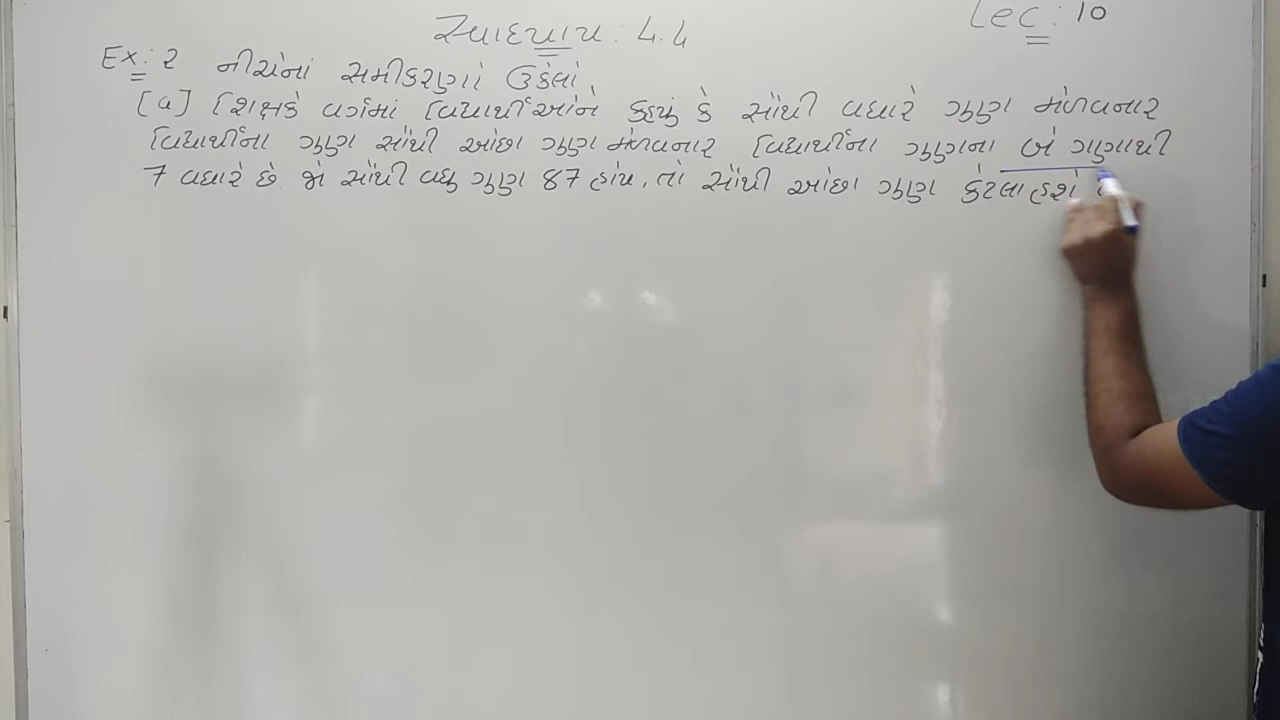 સ્વાધ્યાય : 4.4
Lec : 10
Ex : 2 નીચેનાં સમીકરણો ઉકેલો
[a] શિક્ષકે વર્ગમાં વિદ્યાર્થીઓને કહ્યું કે સૌથી વધારે ગુણ મેળવનાર
વિદ્યાર્થીના ગુણ સૌથી ઓછા ગુણ મેળવનાર વિદ્યાર્થીના ગુણના બે ગણાથી
7 વધારે છે. જો સૌથી વધુ ગુણ 87 હોય, તો સૌથી ઓછા ગુણ કેટલા હશે